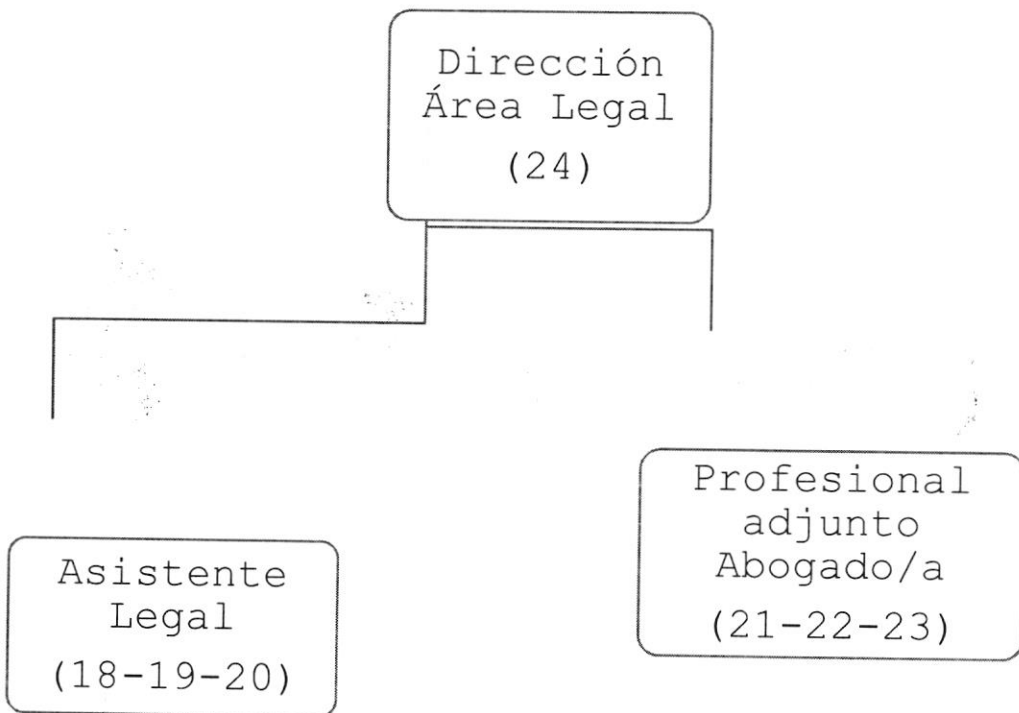 Dirección
Área Legal
(24)
Profesional
adjunto
Abogado/a
(21-22-23)
Asistente
Legal
(18-19-20)